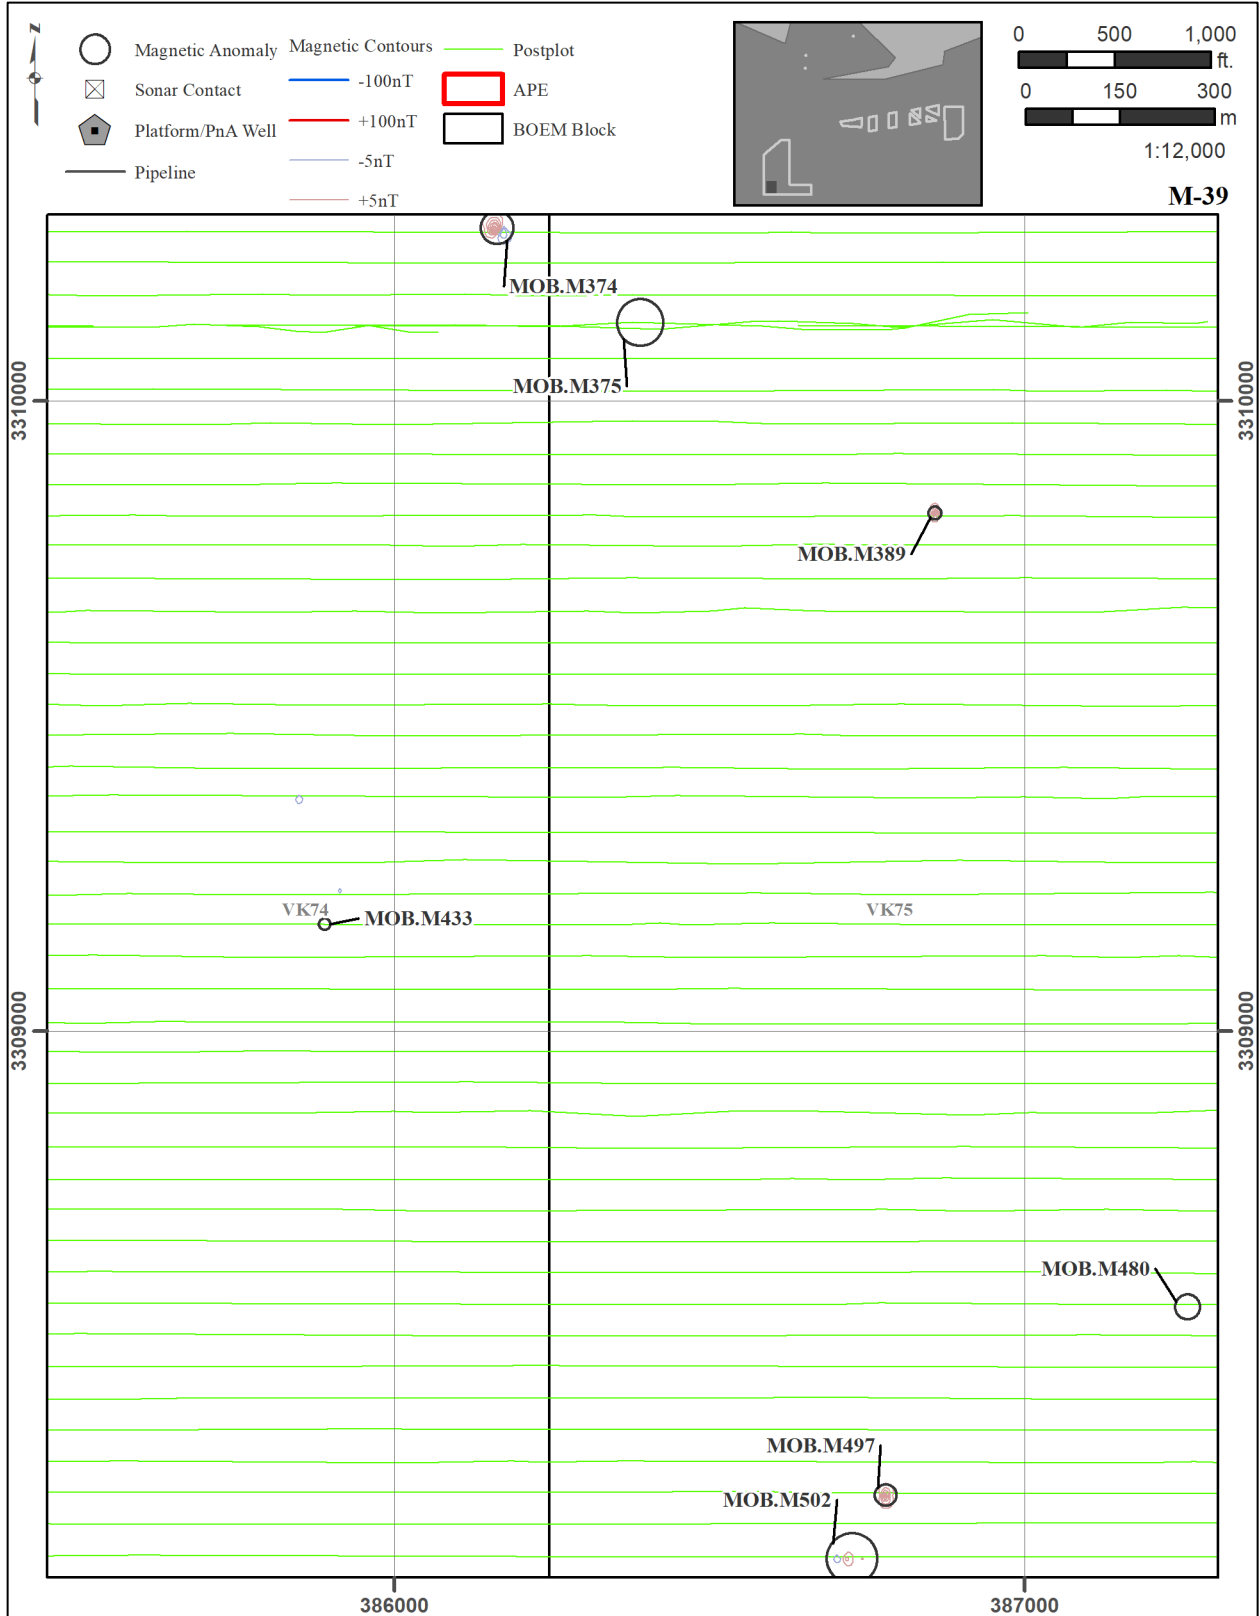 Z
Magnetic Anomaly
Sonar Contact
Platform/PnA Well
Pipeline
Magnetic Contours
-100nT
+100nT
-5nT
+5nT
Postplot
APE
BOEM Block
0 500 1,000
ft.
0 150 300
m
1:12,000
M-39
MOB.M374
MOB.M375
3310000
3310000
MOB.M389
VK74
MOB.M433
VK75
3309000
3309000
MOB.M480
MOB.M497
MOB.M502
386000
387000